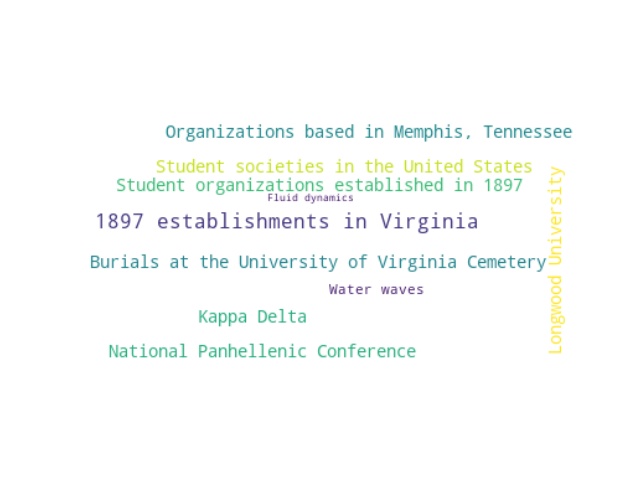 Organizations based in Memphis, Tennessee
Student societies in the United States
Student organizations established in 1897
Fluid dynamics
1897 establishments in Virginia
Burials at the University of Virginia Cemetery
Water waves
Kappa Delta
National Panhellenic Conference
Longwood University